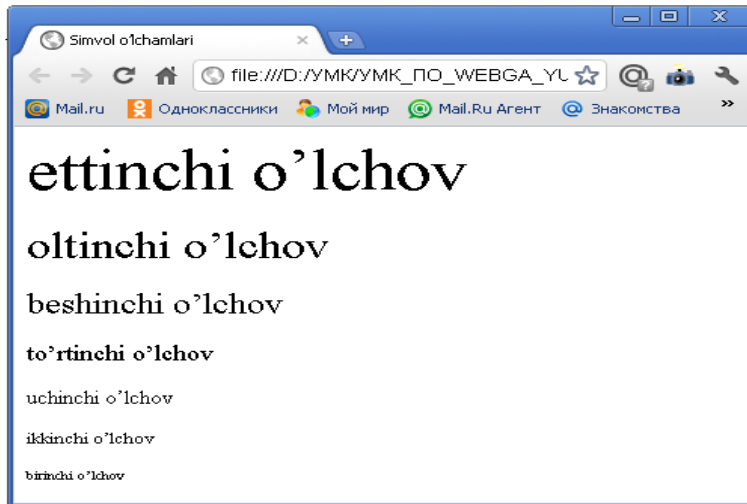 Simvol o'lchamlari
file:///D:/УМК/УМК_ПО_WEBGA_YU
Mail.ru Одноклассники Мой мир Mail.Ru Агент Знакомства »
ettinchi o’lchov
oltinchi o’lchov
beshinchi o’lchov
to’rtinchi o’lchov
uchinchi o’lchov
ikkinchi o’lchov
birinchi o’lchov